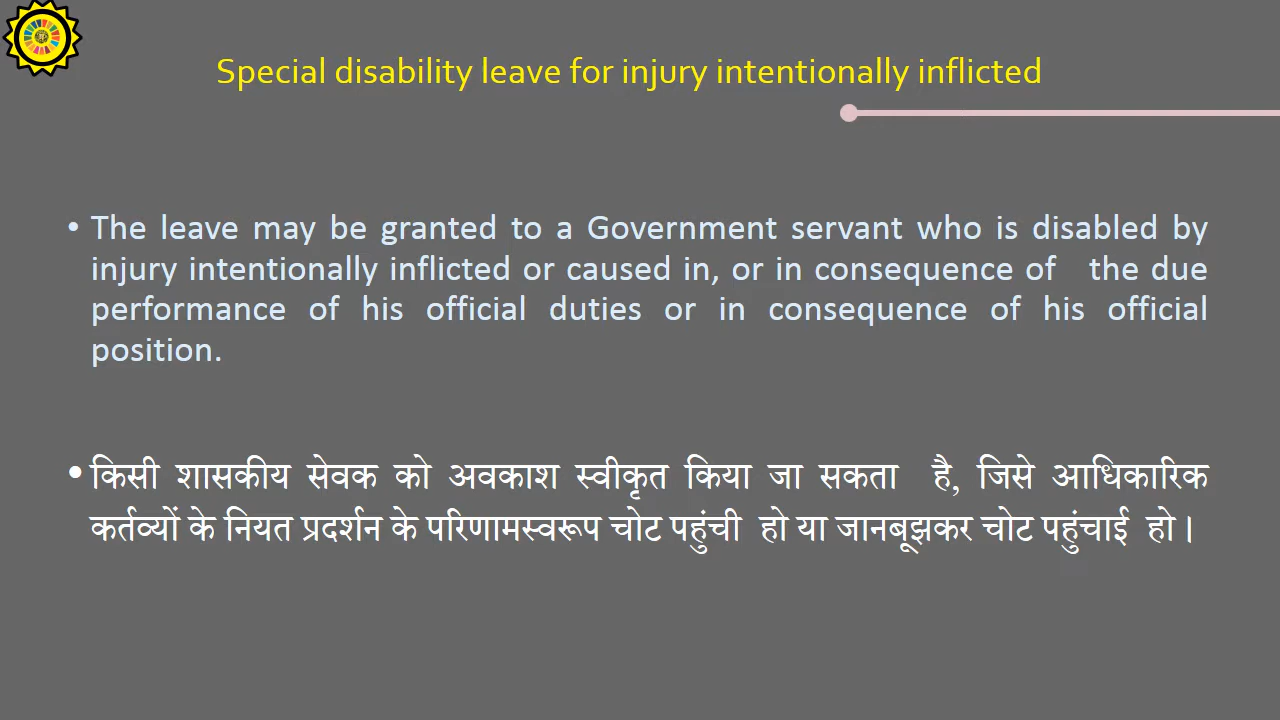 Special disability leave for injury intentionally inflicted
• The leave may be granted to a Government servant who is disabled by
injury intentionally inflicted or caused in, or in consequence of the due
performance of his official duties or in consequence of his official
position.
• किसी शासकीय सेवक को अवकाश स्वीकृत किया जा सकता है, जिसे आधिकारिक
कर्तव्यों के नियत प्रदर्शन के परिणामस्वरूप चोट पहुंची हो या जानबूझकर चोट पहुंचाई हो।